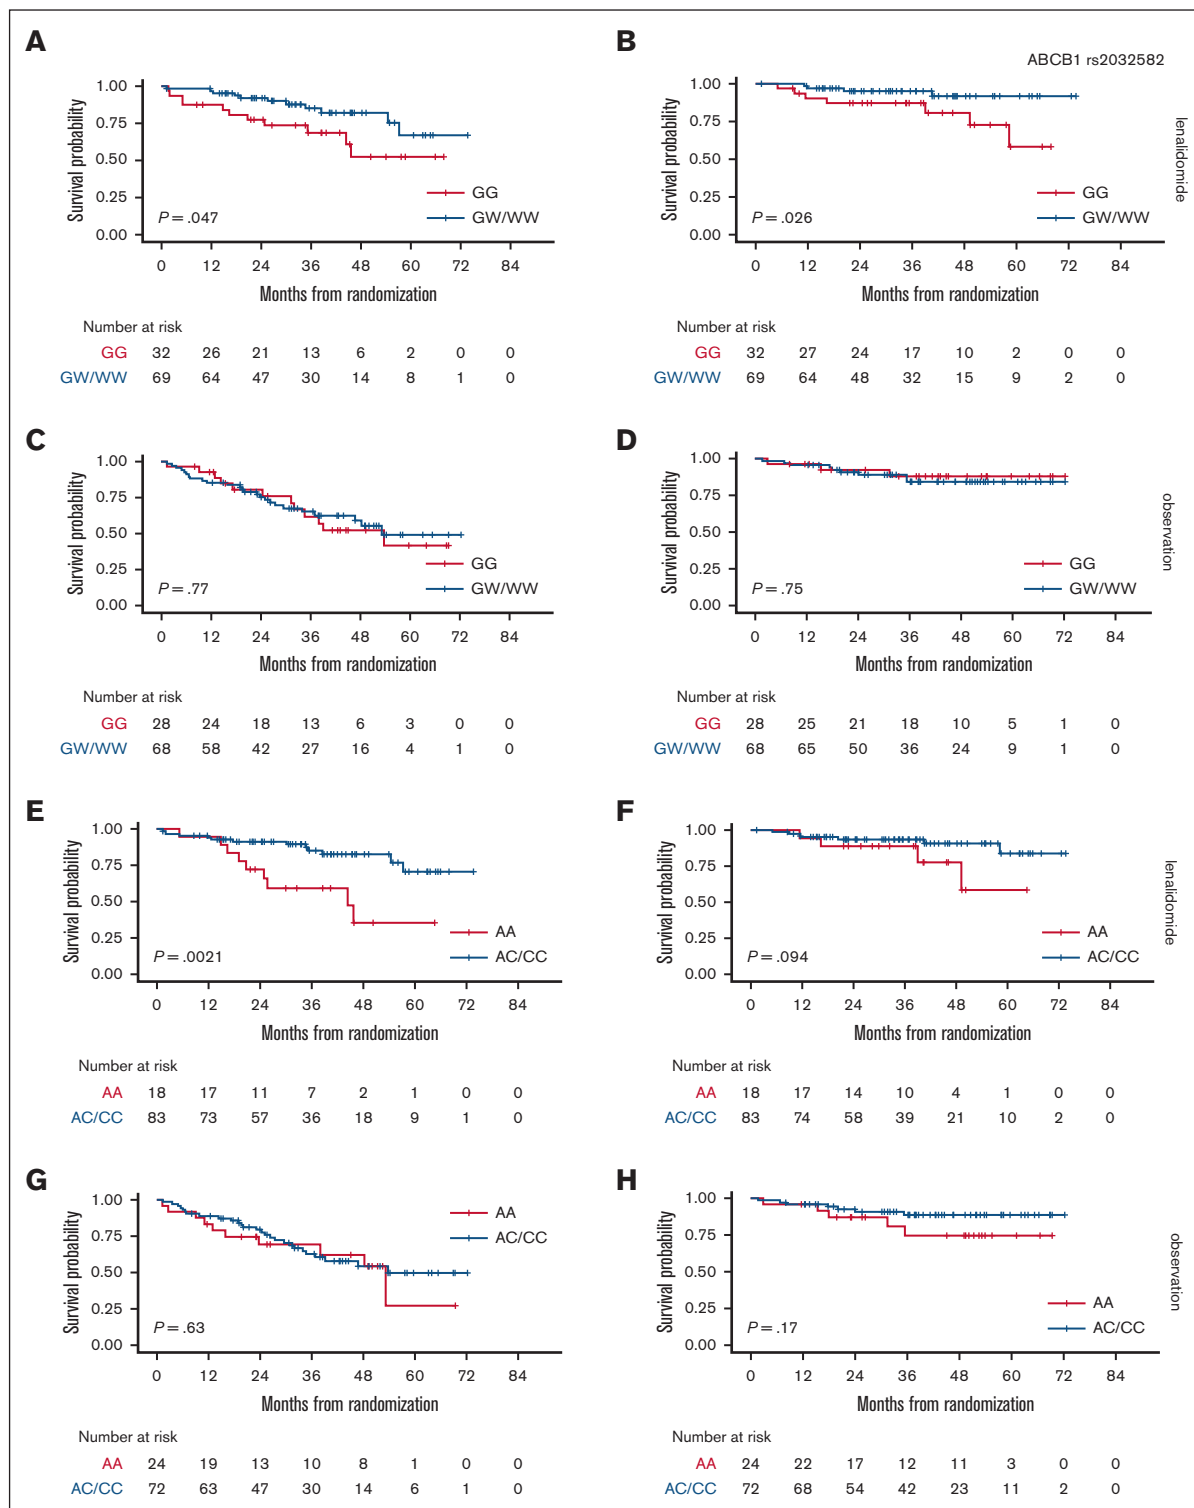 A
Survival probability
1.00
0.75
0.50
0.25
0.00
P = .047
GG
GW/WW
0 12 24 36 48 60 72 84
Months from randomization
Number at risk
GG 32 26 21 13 6 2 0 0
GW/WW 69 64 47 30 14 8 1 0
B
ABCB1 rs2032582
lenalidomide
Survival probability
1.00
0.75
0.50
0.25
0.00
P = .026
GG
GW/WW
0 12 24 36 48 60 72 84
Months from randomization
Number at risk
GG 32 27 24 17 10 2 0 0
GW/WW 69 64 48 32 15 9 2 0
C
Survival probability
1.00
0.75
0.50
0.25
0.00
P = .77
GG
GW/WW
0 12 24 36 48 60 72 84
Months from randomization
Number at risk
GG 28 24 18 13 6 3 0 0
GW/WW 68 58 42 27 16 4 1 0
D
observation
Survival probability
1.00
0.75
0.50
0.25
0.00
P = .75
GG
GW/WW
0 12 24 36 48 60 72 84
Months from randomization
Number at risk
GG 28 25 21 18 10 5 1 0
GW/WW 68 65 50 36 24 9 1 0
E
Survival probability
1.00
0.75
0.50
0.25
0.00
P = .0021
AA
AC/CC
0 12 24 36 48 60 72 84
Months from randomization
Number at risk
AA 18 17 11 7 2 1 0 0
AC/CC 83 73 57 36 18 9 1 0
F
lenalidomide
Survival probability
1.00
0.75
0.50
0.25
0.00
P = .094
AA
AC/CC
0 12 24 36 48 60 72 84
Months from randomization
Number at risk
AA 18 17 14 10 4 1 0 0
AC/CC 83 74 58 39 21 10 2 0
G
Survival probability
1.00
0.75
0.50
0.25
0.00
P = .63
AA
AC/CC
0 12 24 36 48 60 72 84
Months from randomization
Number at risk
AA 24 19 13 10 8 1 0 0
AC/CC 72 63 47 30 14 6 1 0
H
observation
Survival probability
1.00
0.75
0.50
0.25
0.00
P = .17
AA
AC/CC
0 12 24 36 48 60 72 84
Months from randomization
Number at risk
AA 24 22 17 12 11 3 0 0
AC/CC 72 68 54 42 23 11 2 0